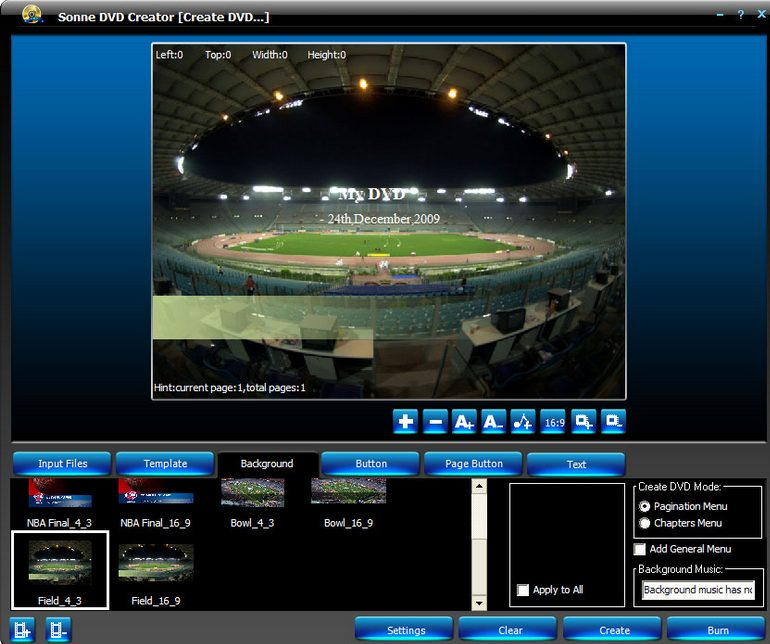 Sonne DVD Creator [Create DVD...]
Left:0 Top:0 Width:0 Height:0
My DVD
24th,December,2009
Hint:current page:1,total pages:1
16:9
Input Files Template Background Button Page Button Text
NBA Final_4_3 NBA Final_16_9 Bowl_4_3 Bowl_16_9
Field_4_3 Field_16_9
Apply to All
Create DVD Mode:
Pagination Menu
Chapters Menu
Add General Menu
Background Music:
Background music has no
Settings Clear Create Burn